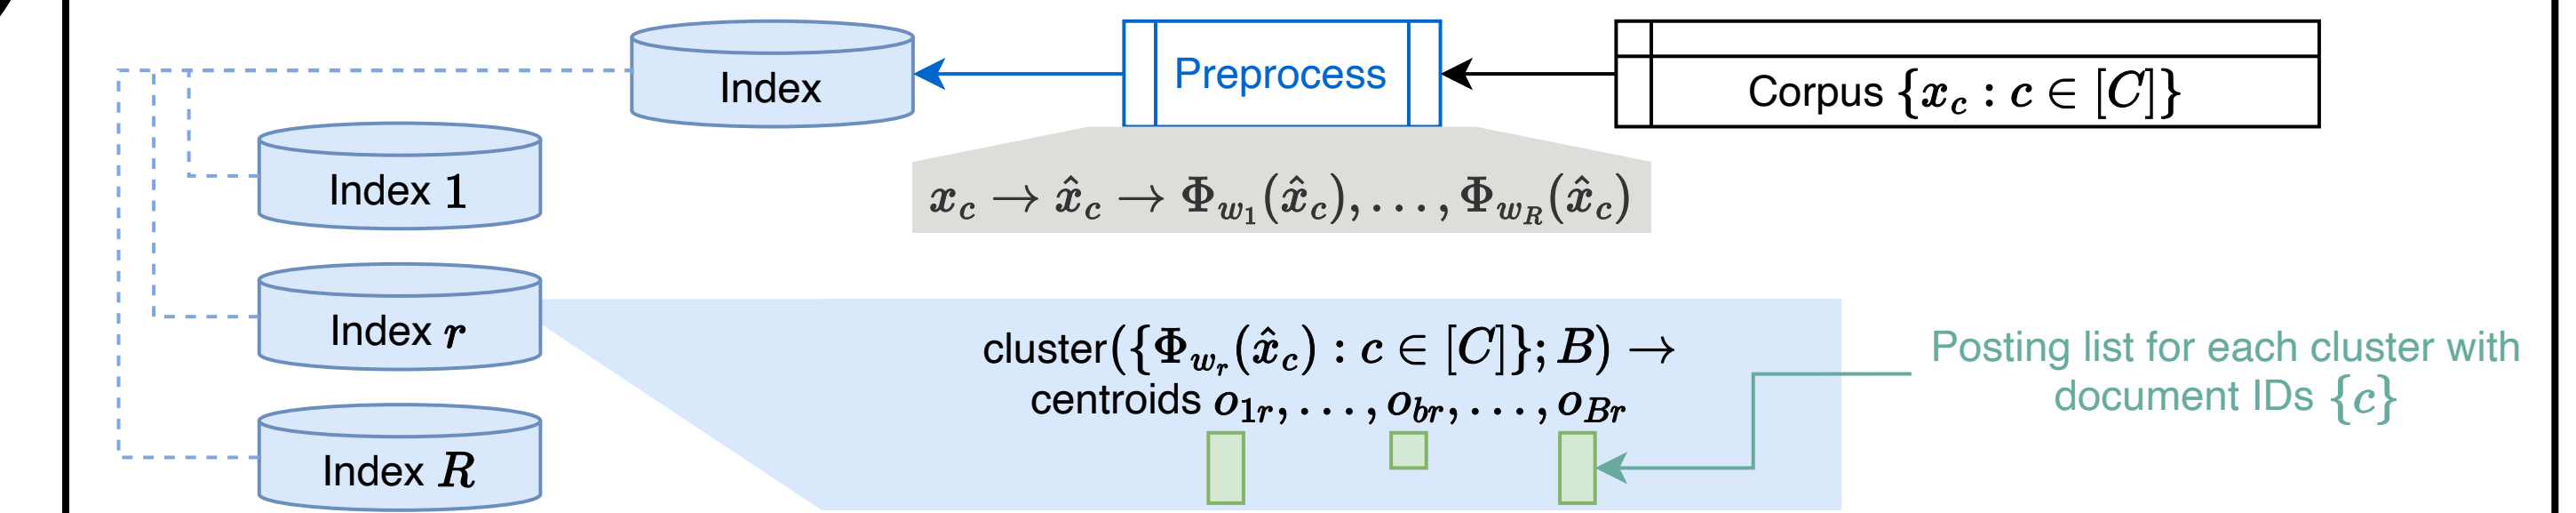 Index
Preprocess
Corpus {x_c : c ∈ [C]}
Index 1
x_c → x̂_c → Φ_{w_1}(x̂_c), . . . , Φ_{w_R}(x̂_c)
Index r
cluster({Φ_{w_r}(x̂_c) : c ∈ [C]}; B) →
centroids o_{1r}, . . . , o_{br}, . . . , o_{Br}
Posting list for each cluster with
document IDs {c}
Index R